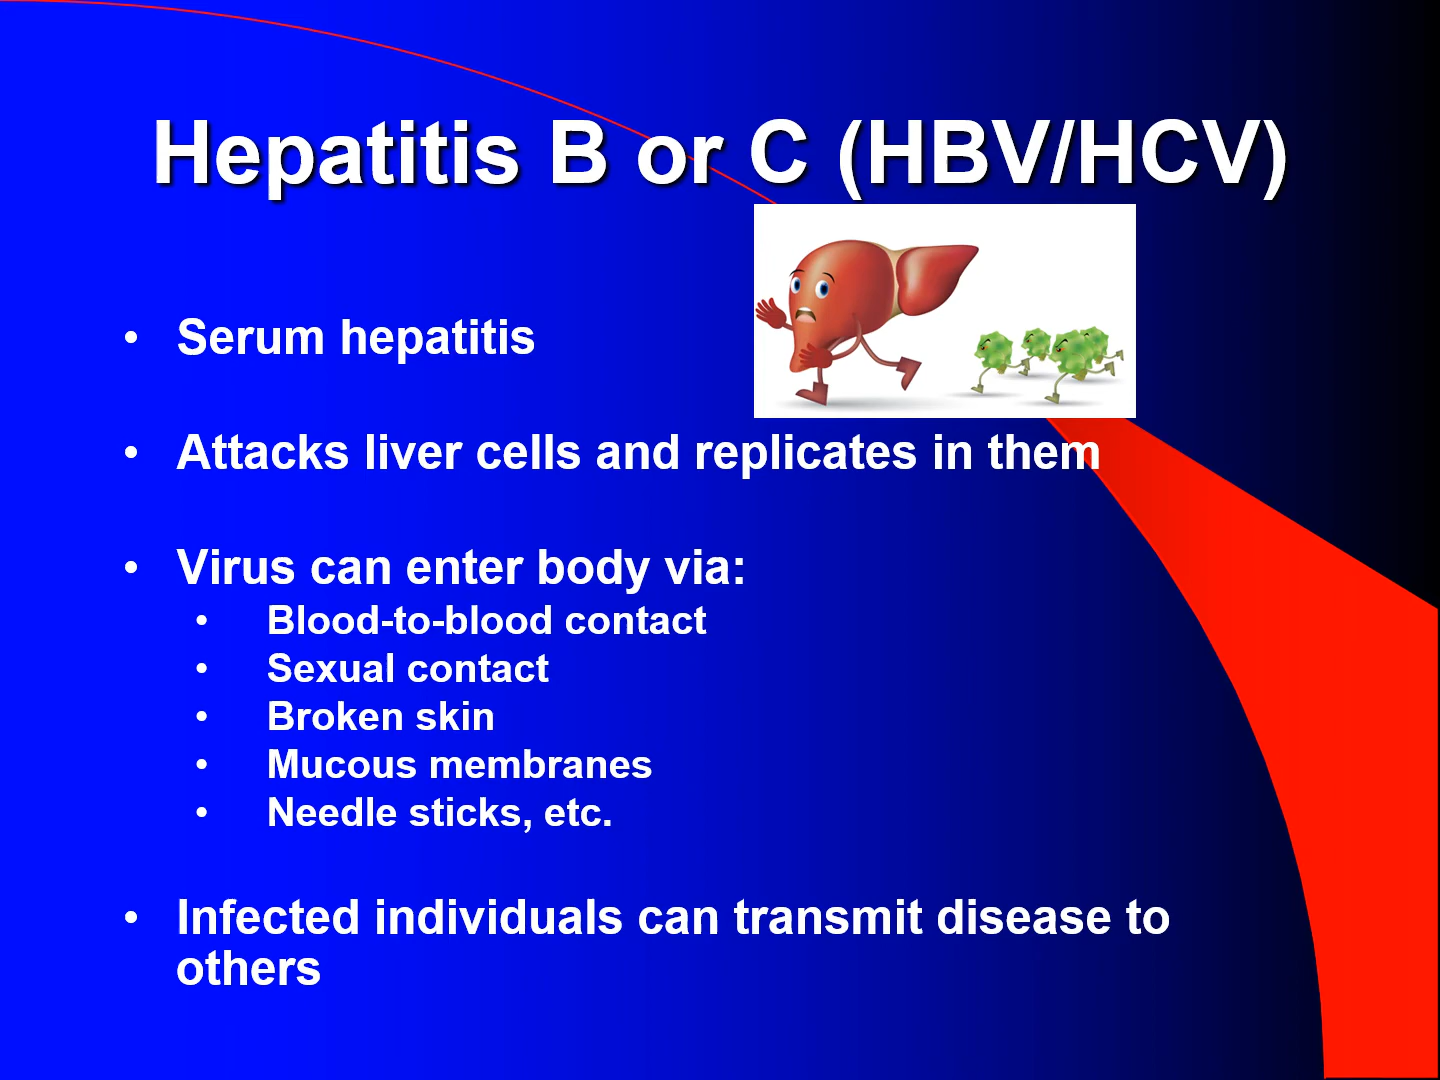 Hepatitis B or C (HBV/HCV)
• Serum hepatitis
• Attacks liver cells and replicates in them
• Virus can enter body via:
• Blood-to-blood contact
• Sexual contact
• Broken skin
• Mucous membranes
• Needle sticks, etc.
• Infected individuals can transmit disease to
others